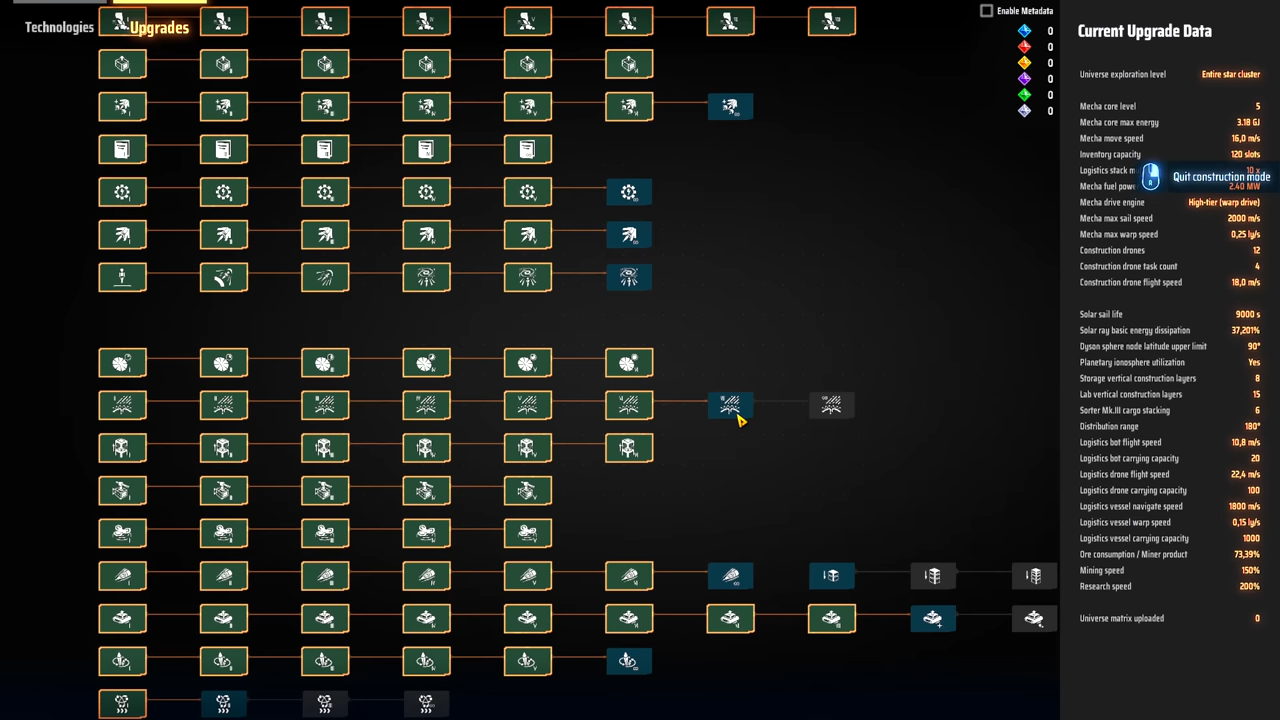 Technologies
Upgrades
Enable Metadata
0
0
0
0
0
0
Current Upgrade Data
Universe exploration level Entire star cluster
Mecha core level 5
Mecha core max energy 3.18 GJ
Mecha move speed 16,0 m/s
Inventory capacity 120 slots
Logistics stack m 10 x
Quit construction mode
Mecha fuel pow 2.40 MW
Mecha drive engine High-tier (warp drive)
Mecha max sail speed 2000 m/s
Mecha max warp speed 0,25 ly/s
Construction drones 12
Construction drone task count 4
Construction drone flight speed 18,0 m/s
Solar sail life 9000 s
Solar ray basic energy dissipation 37,201%
Dyson sphere node latitude upper limit 90°
Planetary ionosphere utilization Yes
Storage vertical construction layers 8
Lab vertical construction layers 15
Sorter Mk.III cargo stacking 6
Distribution range 180°
Logistics bot flight speed 10,8 m/s
Logistics bot carrying capacity 20
Logistics drone flight speed 22,4 m/s
Logistics drone carrying capacity 100
Logistics vessel navigate speed 1800 m/s
Logistics vessel warp speed 0,15 ly/s
Logistics vessel carrying capacity 1000
Ore consumption / Miner product 73,39%
Mining speed 150%
Research speed 200%
Universe matrix uploaded 0